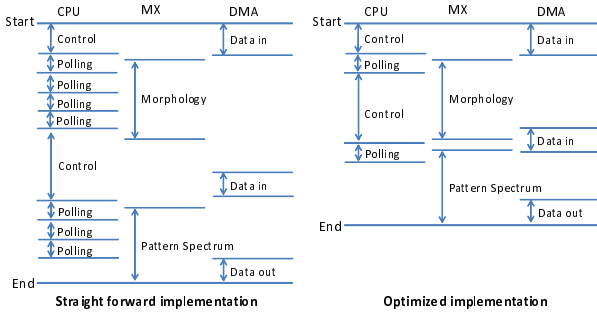 CPU MX DMA
Start
Control
Data in
Polling
Polling
Morphology
Polling
Polling
Control
Data in
Polling
Polling
Pattern Spectrum
Polling
Data out
End
Straight forward implementation
CPU MX DMA
Start
Control
Data in
Polling
Morphology
Control
Data in
Polling
Pattern Spectrum
Data out
End
Optimized implementation